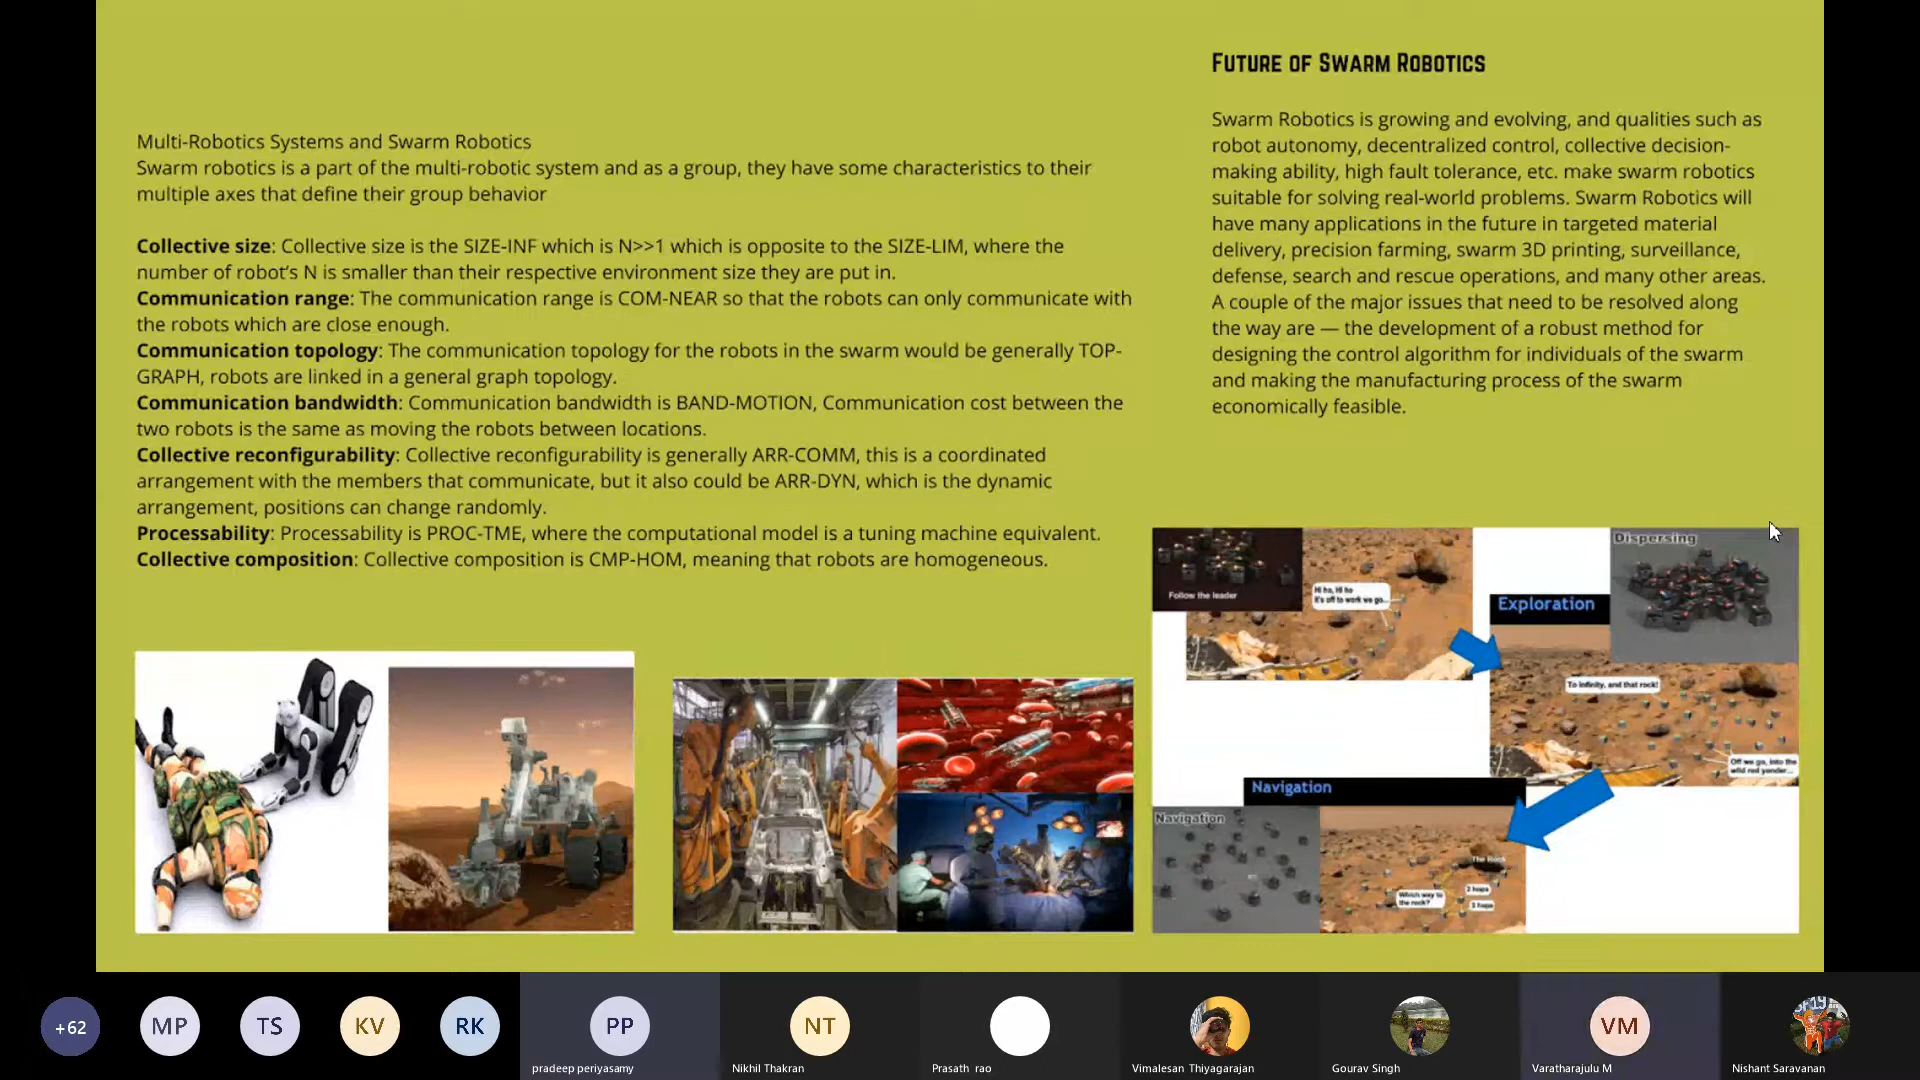 Multi-Robotics Systems and Swarm Robotics
Swarm robotics is a part of the multi-robotic system and as a group, they have some characteristics to their
multiple axes that define their group behavior
Collective size: Collective size is the SIZE-INF which is N>>1 which is opposite to the SIZE-LIM, where the
number of robot's N is smaller than their respective environment size they are put in.
Communication range: The communication range is COM-NEAR so that the robots can only communicate with
the robots which are close enough.
Communication topology: The communication topology for the robots in the swarm would be generally TOP-
GRAPH, robots are linked in a general graph topology.
Communication bandwidth: Communication bandwidth is BAND-MOTION, Communication cost between the
two robots is the same as moving the robots between locations.
Collective reconfigurability: Collective reconfigurability is generally ARR-COMM, this is a coordinated
arrangement with the members that communicate, but it also could be ARR-DYN, which is the dynamic
arrangement, positions can change randomly.
Processability: Processability is PROC-TME, where the computational model is a tuning machine equivalent.
Collective composition: Collective composition is CMP-HOM, meaning that robots are homogeneous.
Future of Swarm Robotics
Swarm Robotics is growing and evolving, and qualities such as
robot autonomy, decentralized control, collective decision-
making ability, high fault tolerance, etc. make swarm robotics
suitable for solving real-world problems. Swarm Robotics will
have many applications in the future in targeted material
delivery, precision farming, swarm 3D printing, surveillance,
defense, search and rescue operations, and many other areas.
A couple of the major issues that need to be resolved along
the way are — the development of a robust method for
designing the control algorithm for individuals of the swarm
and making the manufacturing process of the swarm
economically feasible.
Follow the leader
Hi ho, Hi ho
it's off to work we go...
Dispersing
Exploration
To infinity, and that rock!
Off we go, into the
wild red yonder...
Navigation
Navigation
The Rock
Which way to
the rock?
2 hops
3 hops
+62
MP
TS
KV
RK
PP
pradeep periyasamy
NT
Nikhil Thakran
Prasath rao
Vimalesan Thiyagarajan
Gourav Singh
VM
Varatharajulu M
Nishant Saravanan